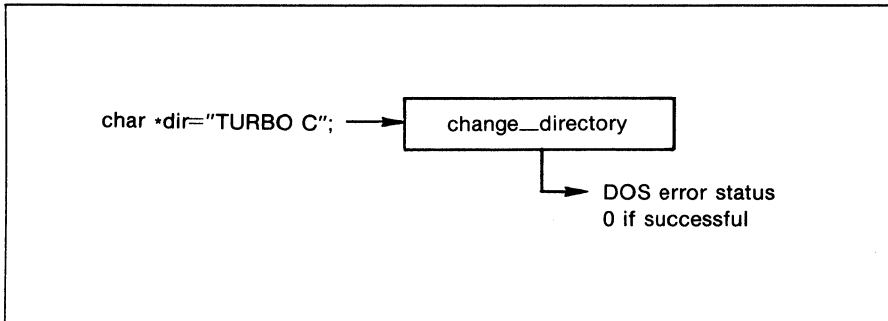 char *dir="TURBO C";
change_directory
DOS error status
0 if successful